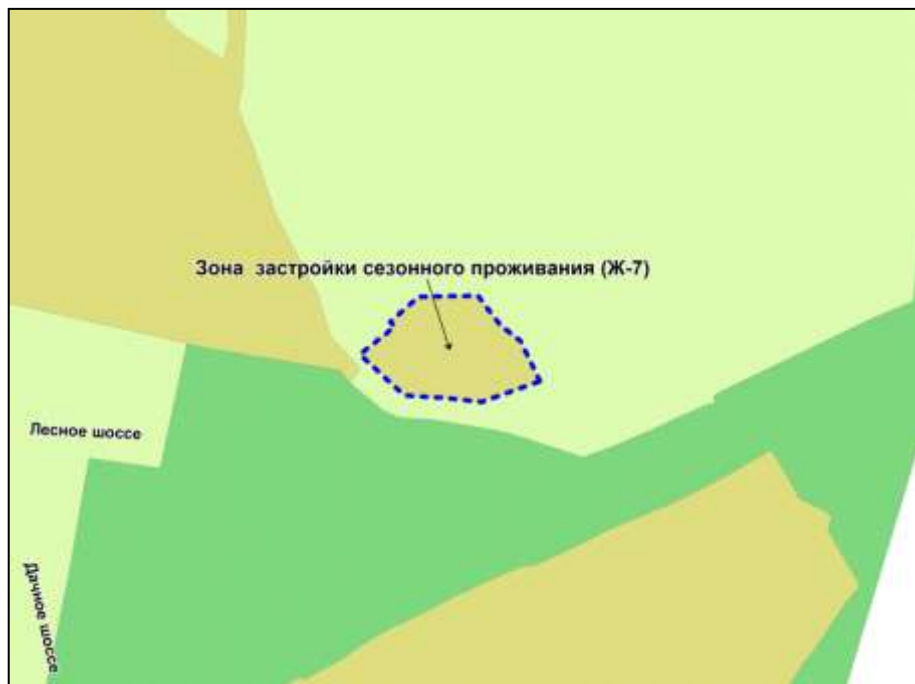 Зона застройки сезонного проживания (Ж-7)
Лесное шоссе
Дачное шоссе